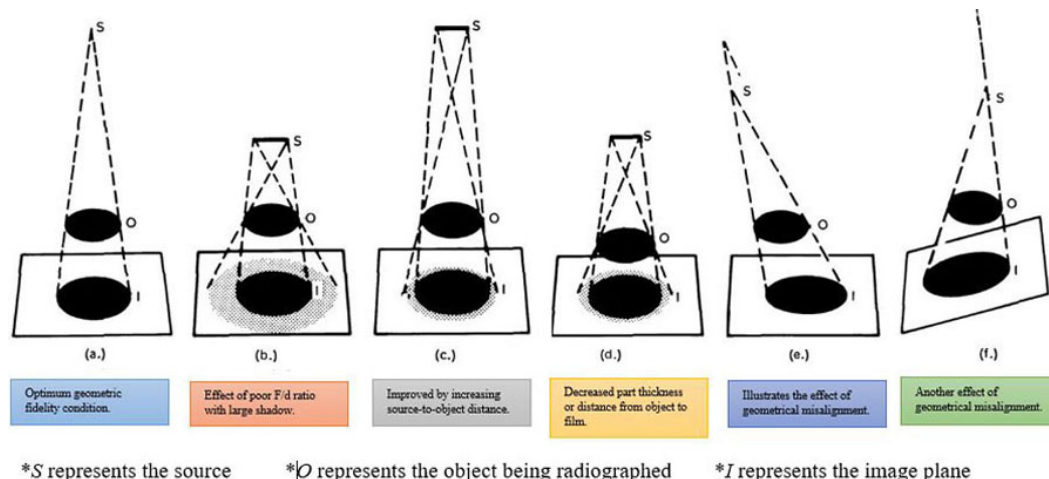 S
S
S
S
S
S
O
O
O
O
O
O
I
I
I
I
I
I
(a.)
(b.)
(c.)
(d.)
(e.)
(f.)
Optimum geometric
fidelity condition.
Effect of poor F/d ratio
with large shadow.
Improved by increasing
source-to-object distance.
Decreased part thickness
or distance from object to
film.
Illustrates the effect of
geometrical misalignment.
Another effect of
geometrical misalignment.
*S represents the source
*O represents the object being radiographed
*I represents the image plane